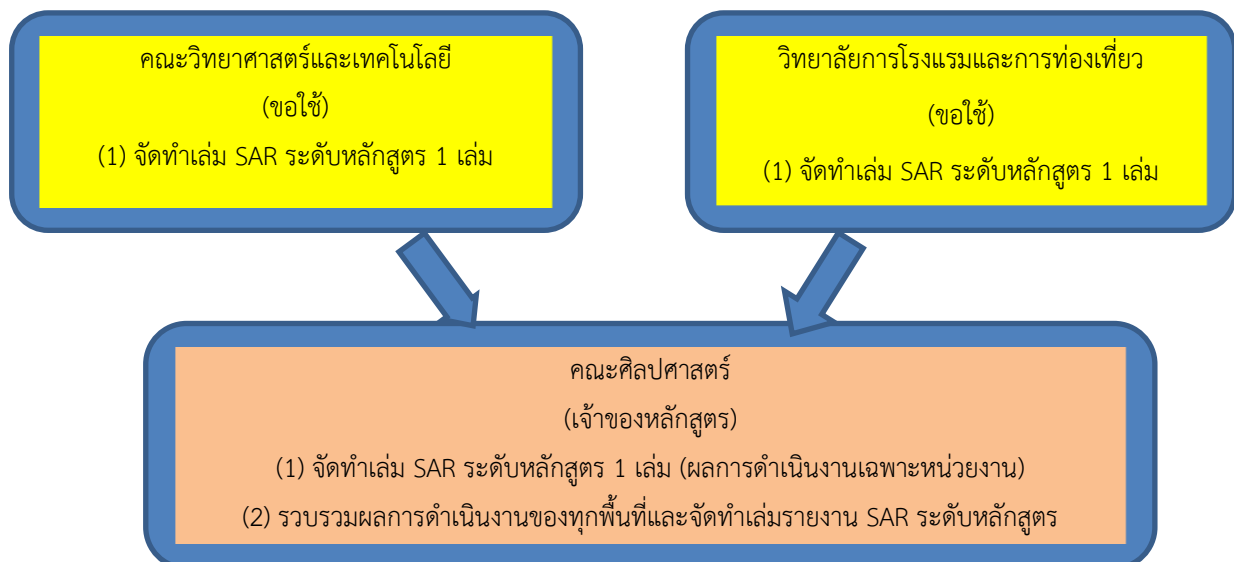 คณะวิทยาศาสตร์และเทคโนโลยี
(ขอใช้)
(1) จัดทำเล่ม SAR ระดับหลักสูตร 1 เล่ม
วิทยาลัยการโรงแรมและการท่องเที่ยว
(ขอใช้)
(1) จัดทำเล่ม SAR ระดับหลักสูตร 1 เล่ม
คณะศิลปศาสตร์
(เจ้าของหลักสูตร)
(1) จัดทำเล่ม SAR ระดับหลักสูตร 1 เล่ม (ผลการดำเนินงานเฉพาะหน่วยงาน)
(2) รวบรวมผลการดำเนินงานของทุกพื้นที่และจัดทำเล่มรายงาน SAR ระดับหลักสูตร